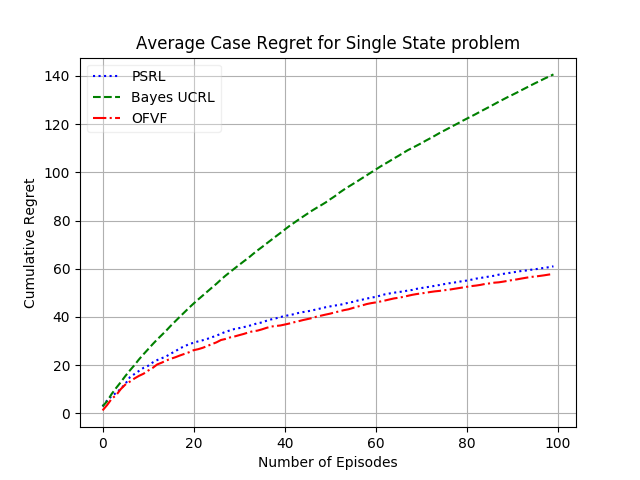 Average Case Regret for Single State problem
PSRL
Bayes UCRL
OFVF
Cumulative Regret
140
120
100
80
60
40
20
0
0 20 40 60 80 100
Number of Episodes